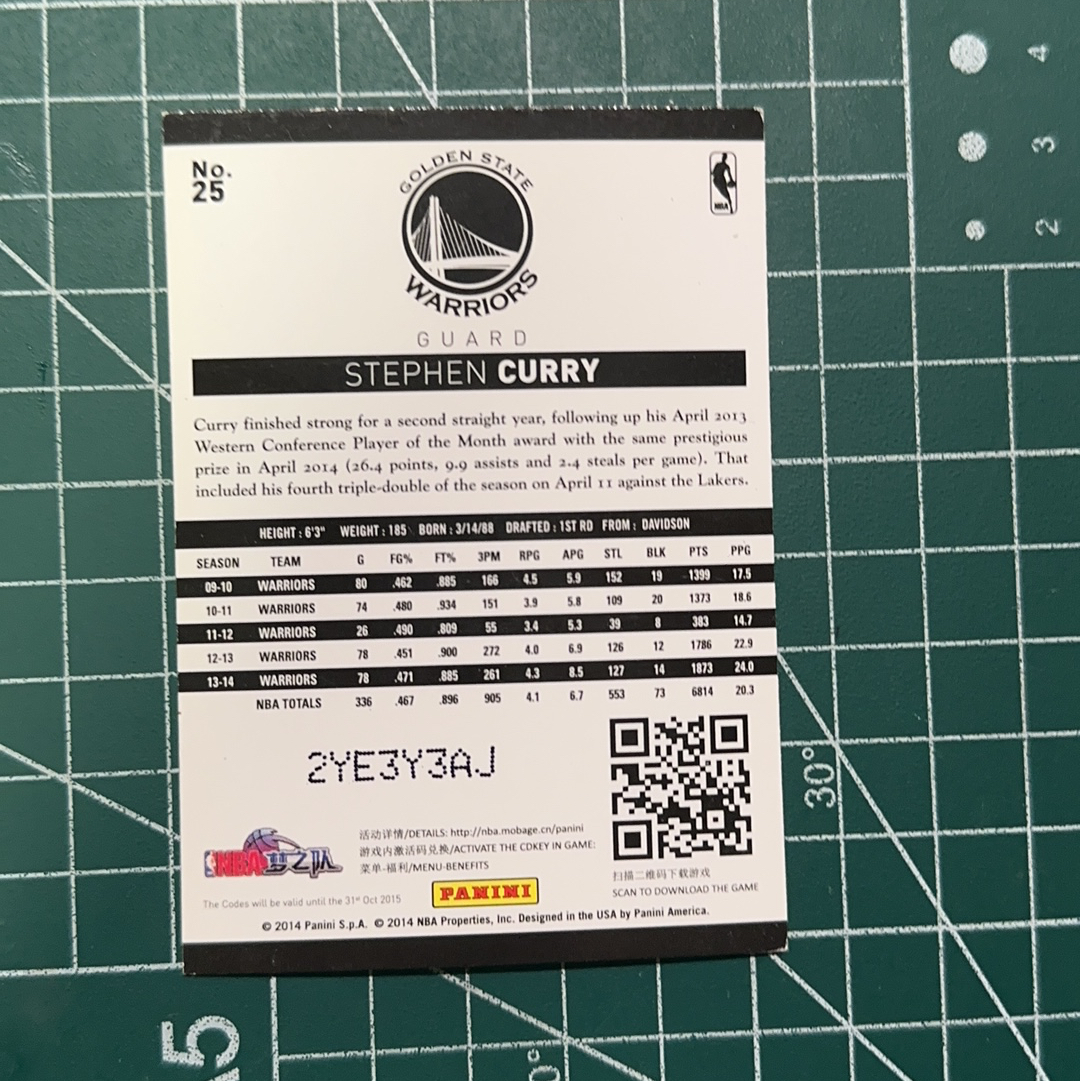 No.
25
GOLDEN STATE
WARRIORS
NBA
GUARD
STEPHEN CURRY
Curry finished strong for a second straight year, following up his April 2013
Western Conference Player of the Month award with the same prestigious
prize in April 2014 (26.4 points, 9.9 assists and 2.4 steals per game). That
included his fourth triple-double of the season on April 11 against the Lakers.
HEIGHT : 6'3" WEIGHT : 185 BORN : 3/14/88 DRAFTED : 1ST RD FROM : DAVIDSON
SEASON TEAM G FG% FT% 3PM RPG APG STL BLK PTS PPG
09-10 WARRIORS 80 .462 .885 166 4.5 5.9 152 19 1399 17.5
10-11 WARRIORS 74 .480 .934 151 3.9 5.8 109 20 1373 18.6
11-12 WARRIORS 26 .490 .809 55 3.4 5.3 39 8 383 14.7
12-13 WARRIORS 78 .451 .900 272 4.0 6.9 126 12 1786 22.9
13-14 WARRIORS 78 .471 .885 261 4.3 8.5 127 14 1873 24.0
NBA TOTALS 336 .467 .896 905 4.1 6.7 553 73 6814 20.3
2YE3Y3AJ
活动详情/DETAILS: http://nba.mobage.cn/panini
游戏内激活码兑换/ACTIVATE THE CDKEY IN GAME:
菜单-福利/MENU-BENEFITS
NBA梦之队
PANINI
扫描二维码下载游戏
SCAN TO DOWNLOAD THE GAME
The Codes will be valid until the 31st Oct 2015
© 2014 Panini S.p.A. © 2014 NBA Properties, Inc. Designed in the USA by Panini America.
4
3
2
30°
0°
A5